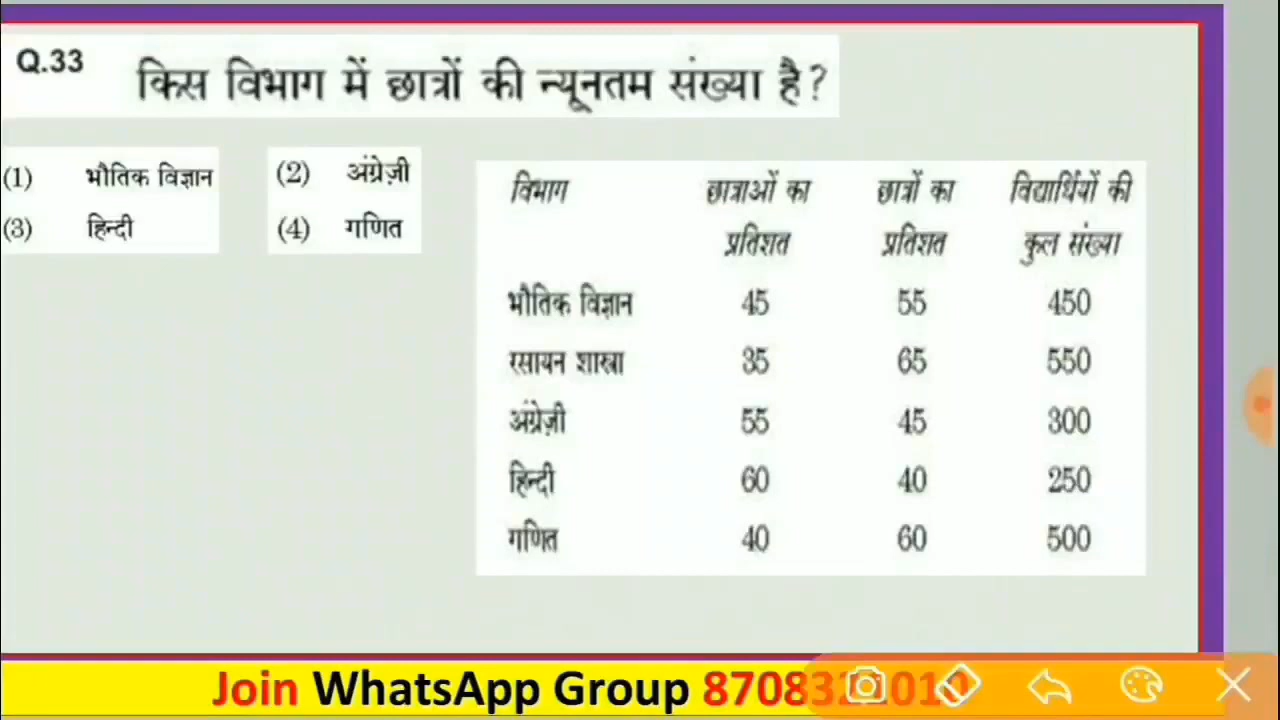 Q.33 किस विभाग में छात्रों की न्यूनतम संख्या है?
(1) भौतिक विज्ञान (2) अंग्रेज़ी
(3) हिन्दी (4) गणित
विभाग छात्राओं का छात्रों का विद्यार्थियों की
प्रतिशत प्रतिशत कुल संख्या
भौतिक विज्ञान 45 55 450
रसायन शास्त्रा 35 65 550
अंग्रेज़ी 55 45 300
हिन्दी 60 40 250
गणित 40 60 500
Join WhatsApp Group